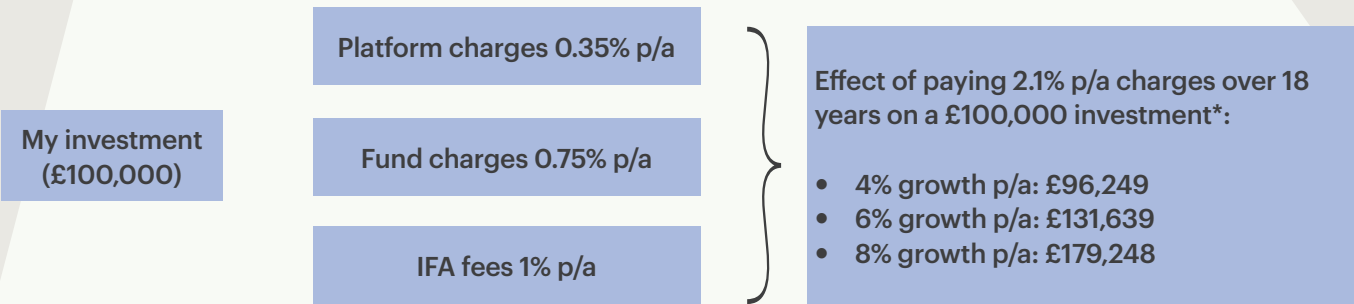 My investment
(£100,000)
Platform charges 0.35% p/a
Fund charges 0.75% p/a
IFA fees 1% p/a
Effect of paying 2.1% p/a charges over 18
years on a £100,000 investment*:
• 4% growth p/a: £96,249
• 6% growth p/a: £131,639
• 8% growth p/a: £179,248